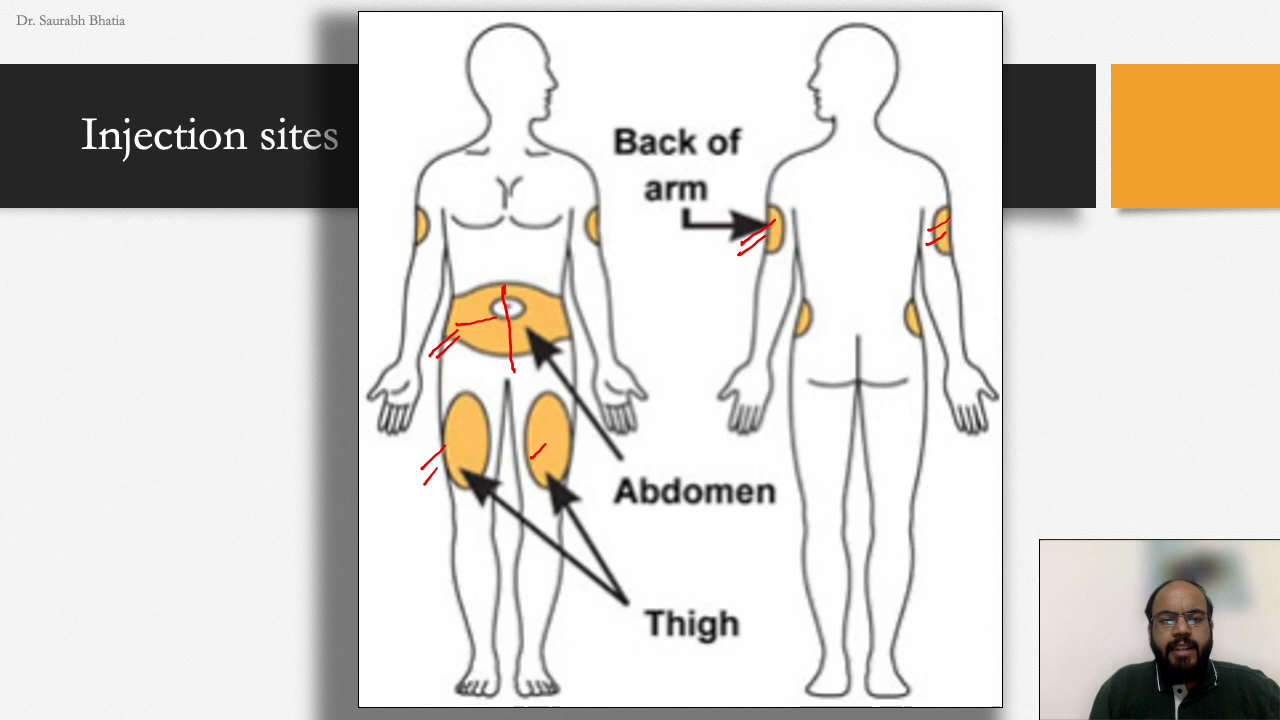 Dr. Saurabh Bhatia
Injection sites
Back of
arm
Abdomen
Thigh